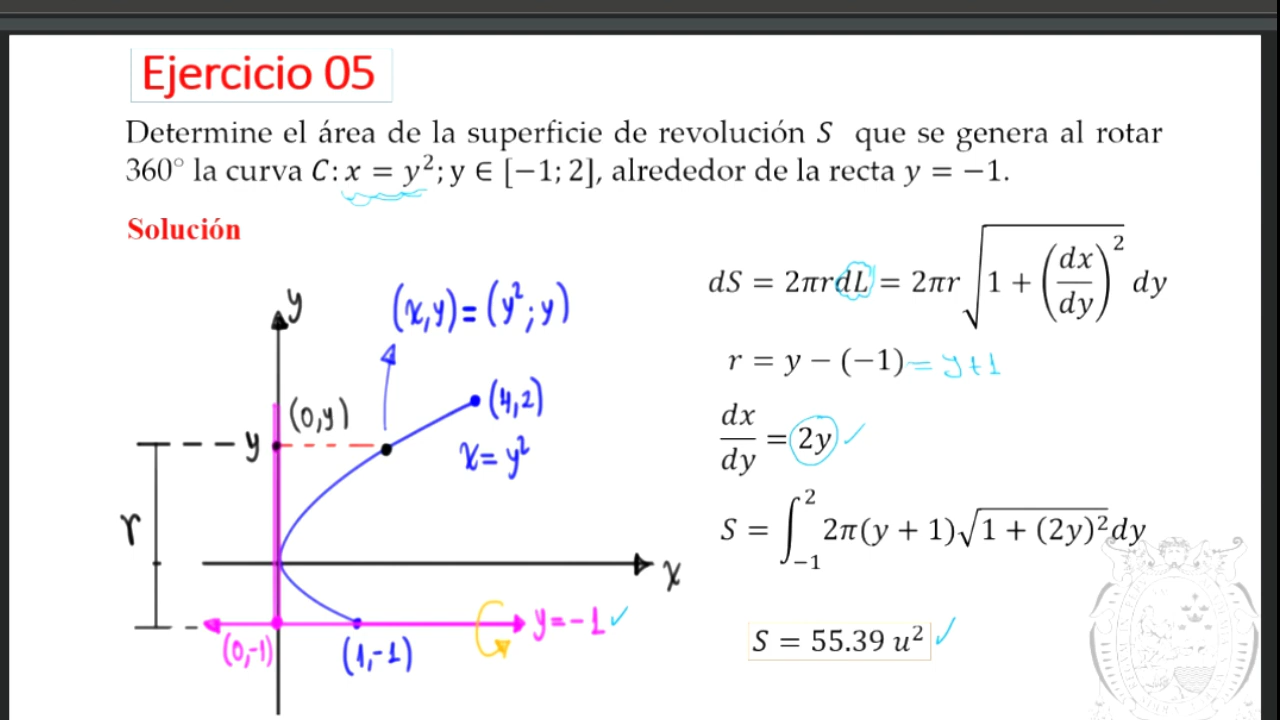 Ejercicio 05
Determine el área de la superficie de revolución S que se genera al rotar
360° la curva C: x = y²; y ∈ [−1; 2], alrededor de la recta y = −1.
Solución
y
(x,y) = (y²; y)
(0,y)
(4,2)
y
x = y²
r
x
y = −1 ✓
(0,-1)
(1,-1)
dS = 2πrdL = 2πr √(1 + (dx/dy)²) dy
r = y − (−1) = y+1
dx/dy = 2y ✓
S = ∫₋₁² 2π(y + 1)√(1 + (2y)²)dy
S = 55.39 u² ✓